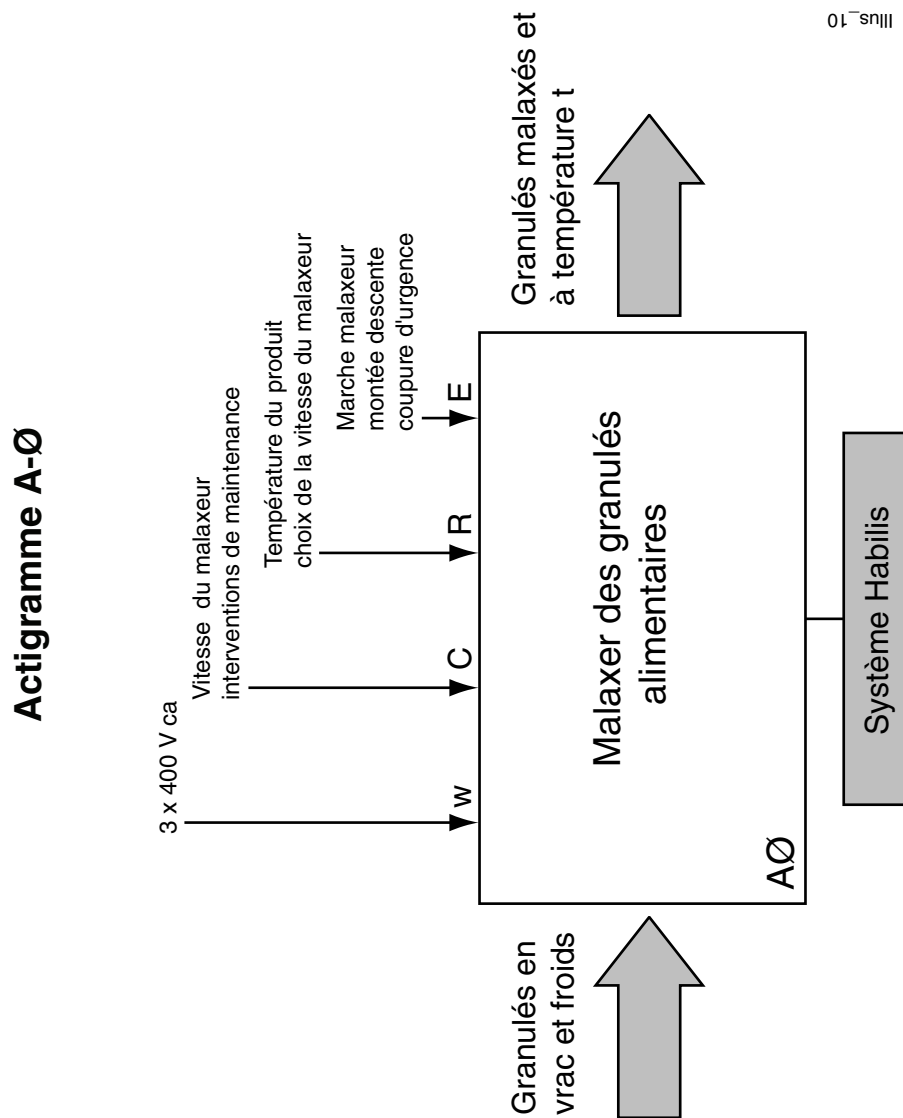 Actigramme A-Ø
3 x 400 V ca
Vitesse du malaxeur
interventions de maintenance
Température du produit
choix de la vitesse du malaxeur
Marche malaxeur
montée descente
coupure d'urgence
w
C
R
E
Granulés en
vrac et froids
Malaxer des granulés
alimentaires
AØ
Granulés malaxés et
à température t
Système Habilis
Illus_10